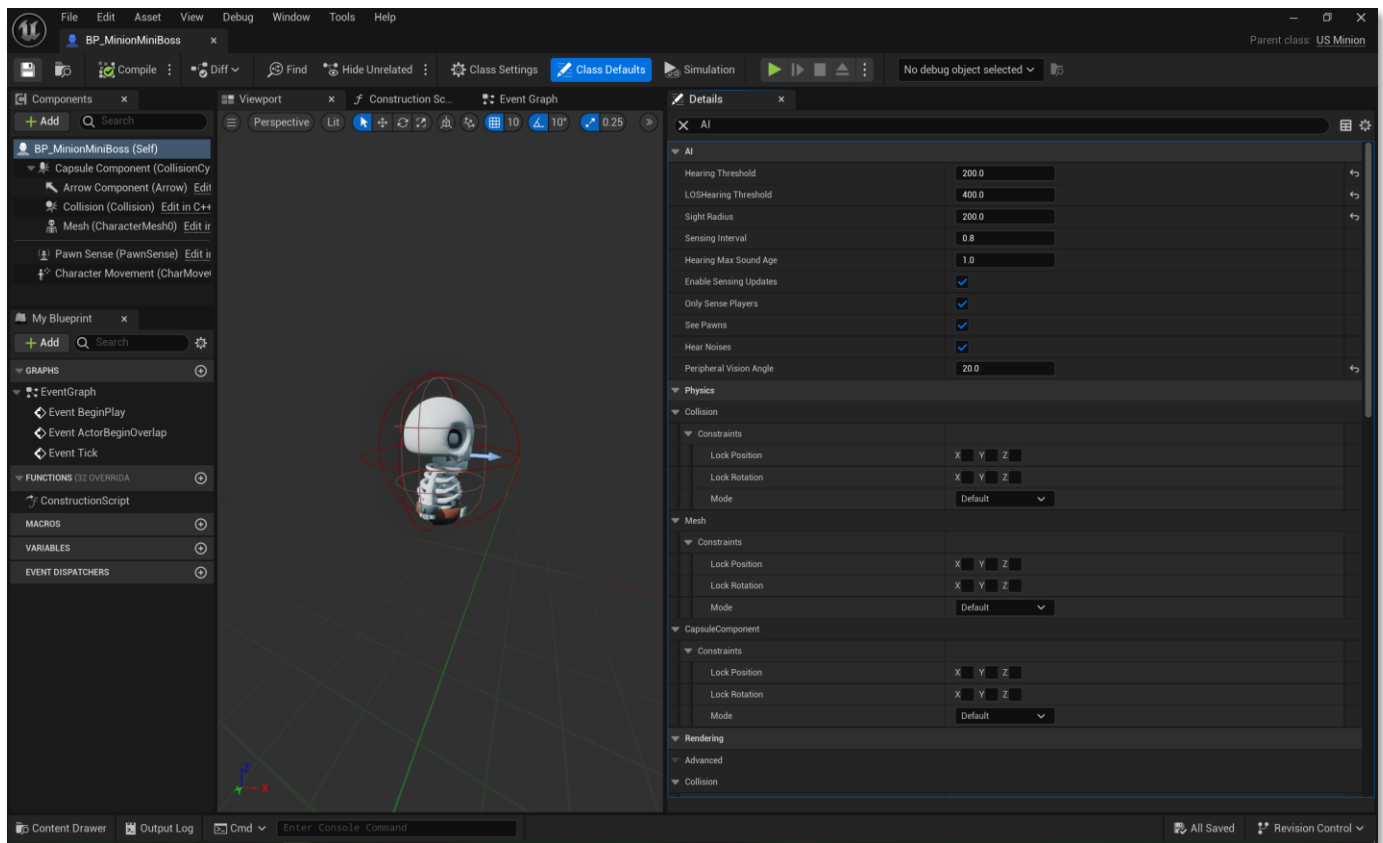 File Edit Asset View Debug Window Tools Help
BP_MinionMiniBoss
Parent class: US Minion
Compile
Diff
Find
Hide Unrelated
Class Settings
Class Defaults
Simulation
No debug object selected
Components
+ Add
Search
BP_MinionMiniBoss (Self)
Capsule Component (CollisionCy
Arrow Component (Arrow) Edit
Collision (Collision) Edit in C++
Mesh (CharacterMesh0) Edit ir
Pawn Sense (PawnSense) Edit i
Character Movement (CharMove
My Blueprint
+ Add
Search
GRAPHS
EventGraph
Event BeginPlay
Event ActorBeginOverlap
Event Tick
FUNCTIONS (32 OVERRIDA
ConstructionScript
MACROS
VARIABLES
EVENT DISPATCHERS
Viewport
Construction Sc...
Event Graph
Perspective
Lit
10
10°
0.25
Z
X
Details
AI
AI
Hearing Threshold 200.0
LOSHearing Threshold 400.0
Sight Radius 200.0
Sensing Interval 0.8
Hearing Max Sound Age 1.0
Enable Sensing Updates
Only Sense Players
See Pawns
Hear Noises
Peripheral Vision Angle 20.0
Physics
Collision
Constraints
Lock Position X Y Z
Lock Rotation X Y Z
Mode Default
Mesh
Constraints
Lock Position X Y Z
Lock Rotation X Y Z
Mode Default
CapsuleComponent
Constraints
Lock Position X Y Z
Lock Rotation X Y Z
Mode Default
Rendering
Advanced
Collision
Content Drawer
Output Log
Cmd
Enter Console Command
All Saved
Revision Control